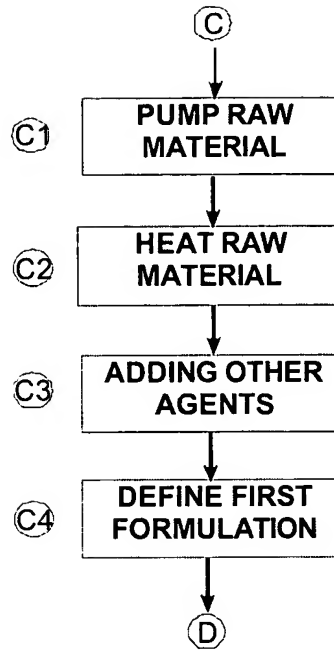 C
C1
PUMP RAW
MATERIAL
C2
HEAT RAW
MATERIAL
C3
ADDING OTHER
AGENTS
C4
DEFINE FIRST
FORMULATION
D